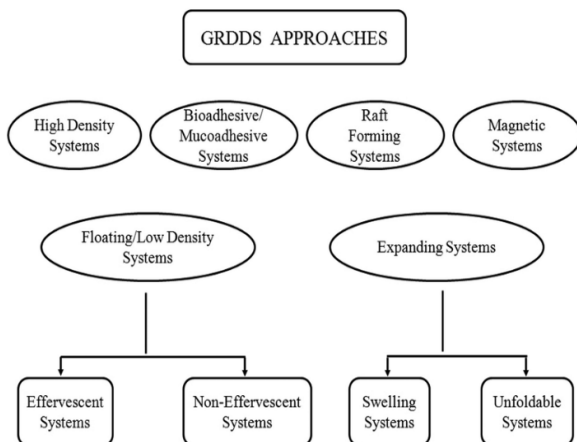 GRDDS APPROACHES
High Density
Systems
Bioadhesive/
Mucoadhesive
Systems
Raft
Forming
Systems
Magnetic
Systems
Floating/Low Density
Systems
Expanding Systems
Effervescent
Systems
Non-Effervescent
Systems
Swelling
Systems
Unfoldable
Systems